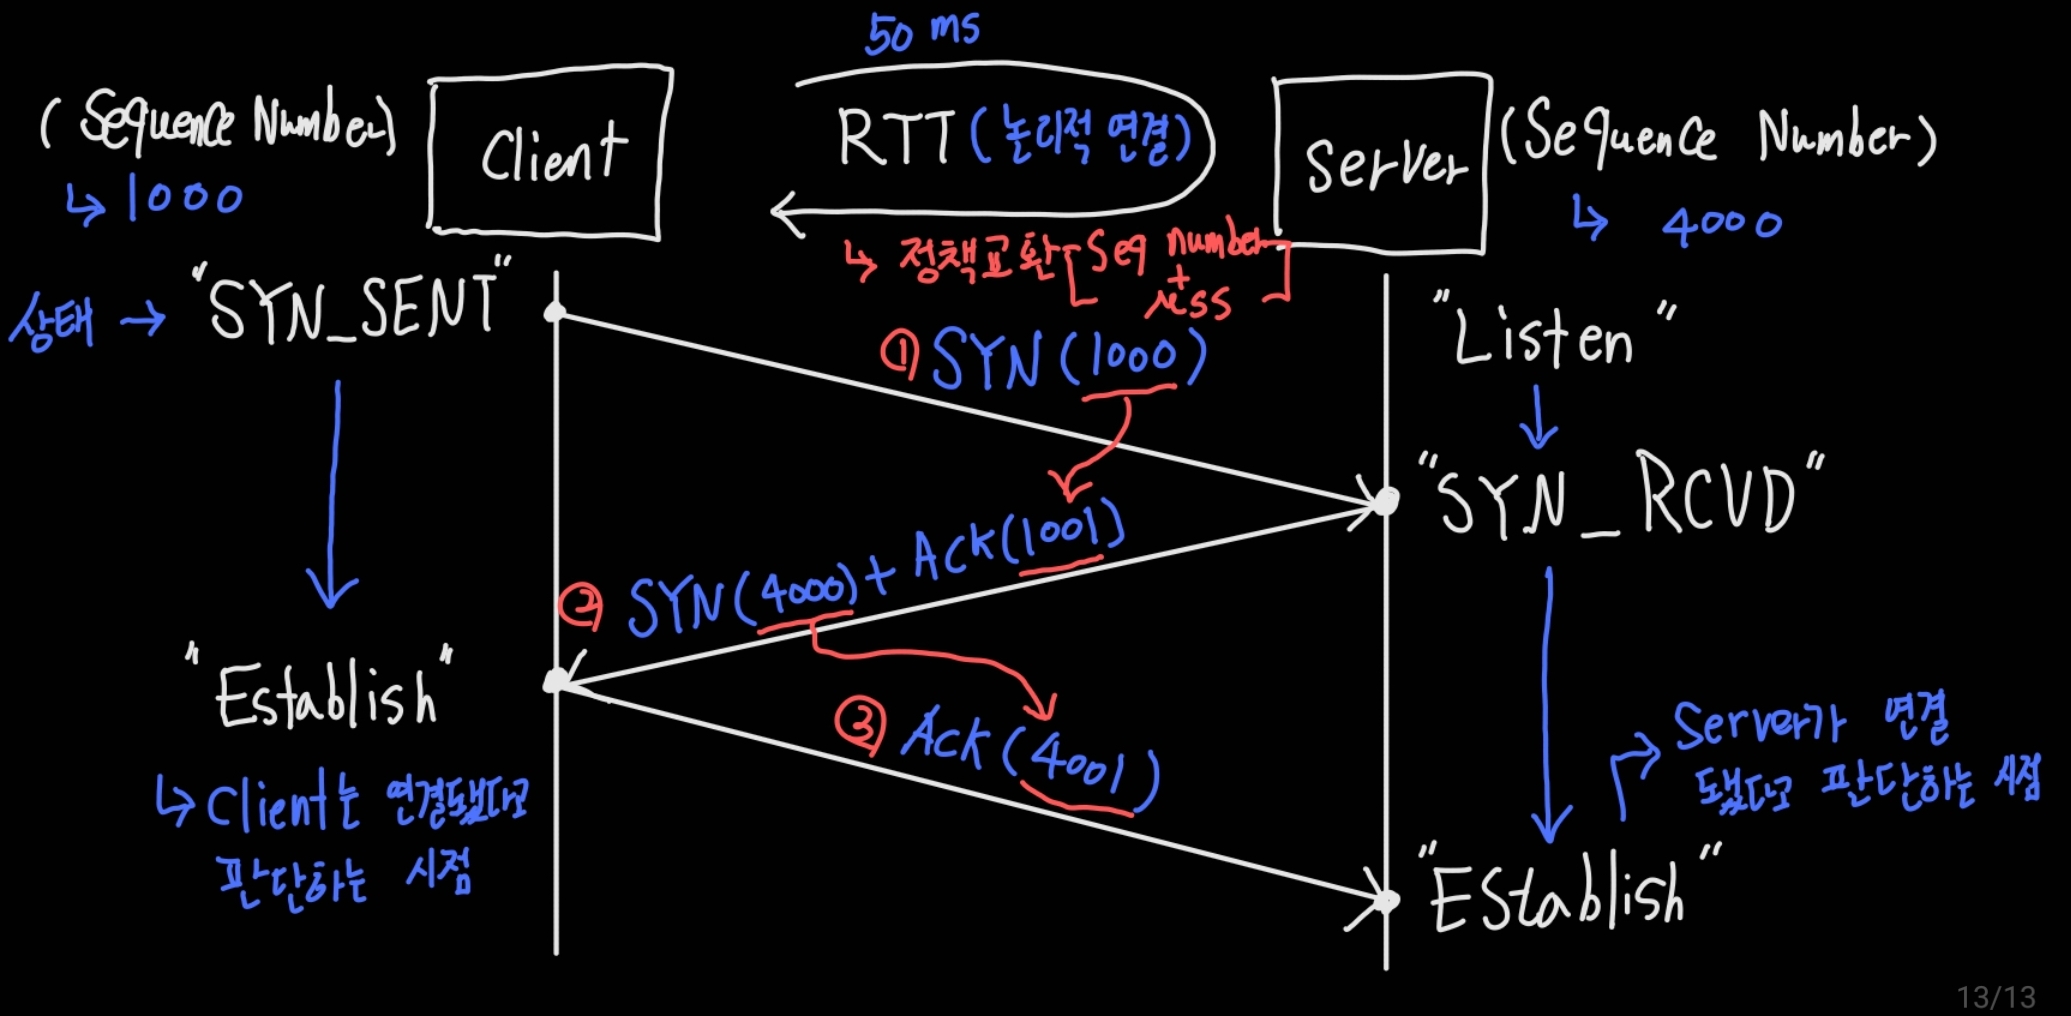 50 ms
(Sequence Number)
↳ 1000
Client
RTT (논리적 연결)
Server
(Sequence Number)
↳ 4000
↳ 정책교환 [Seq number + MSS]
상태 → "SYN_SENT"
"Listen"
① SYN (1000)
"SYN_RCVD"
② SYN (4000) + ACK (1001)
"Establish"
↳ Client는 연결됐다고
판단하는 시점
③ ACK (4001)
Server가 연결
됐다고 판단하는 시점
"EStablish"
13/13